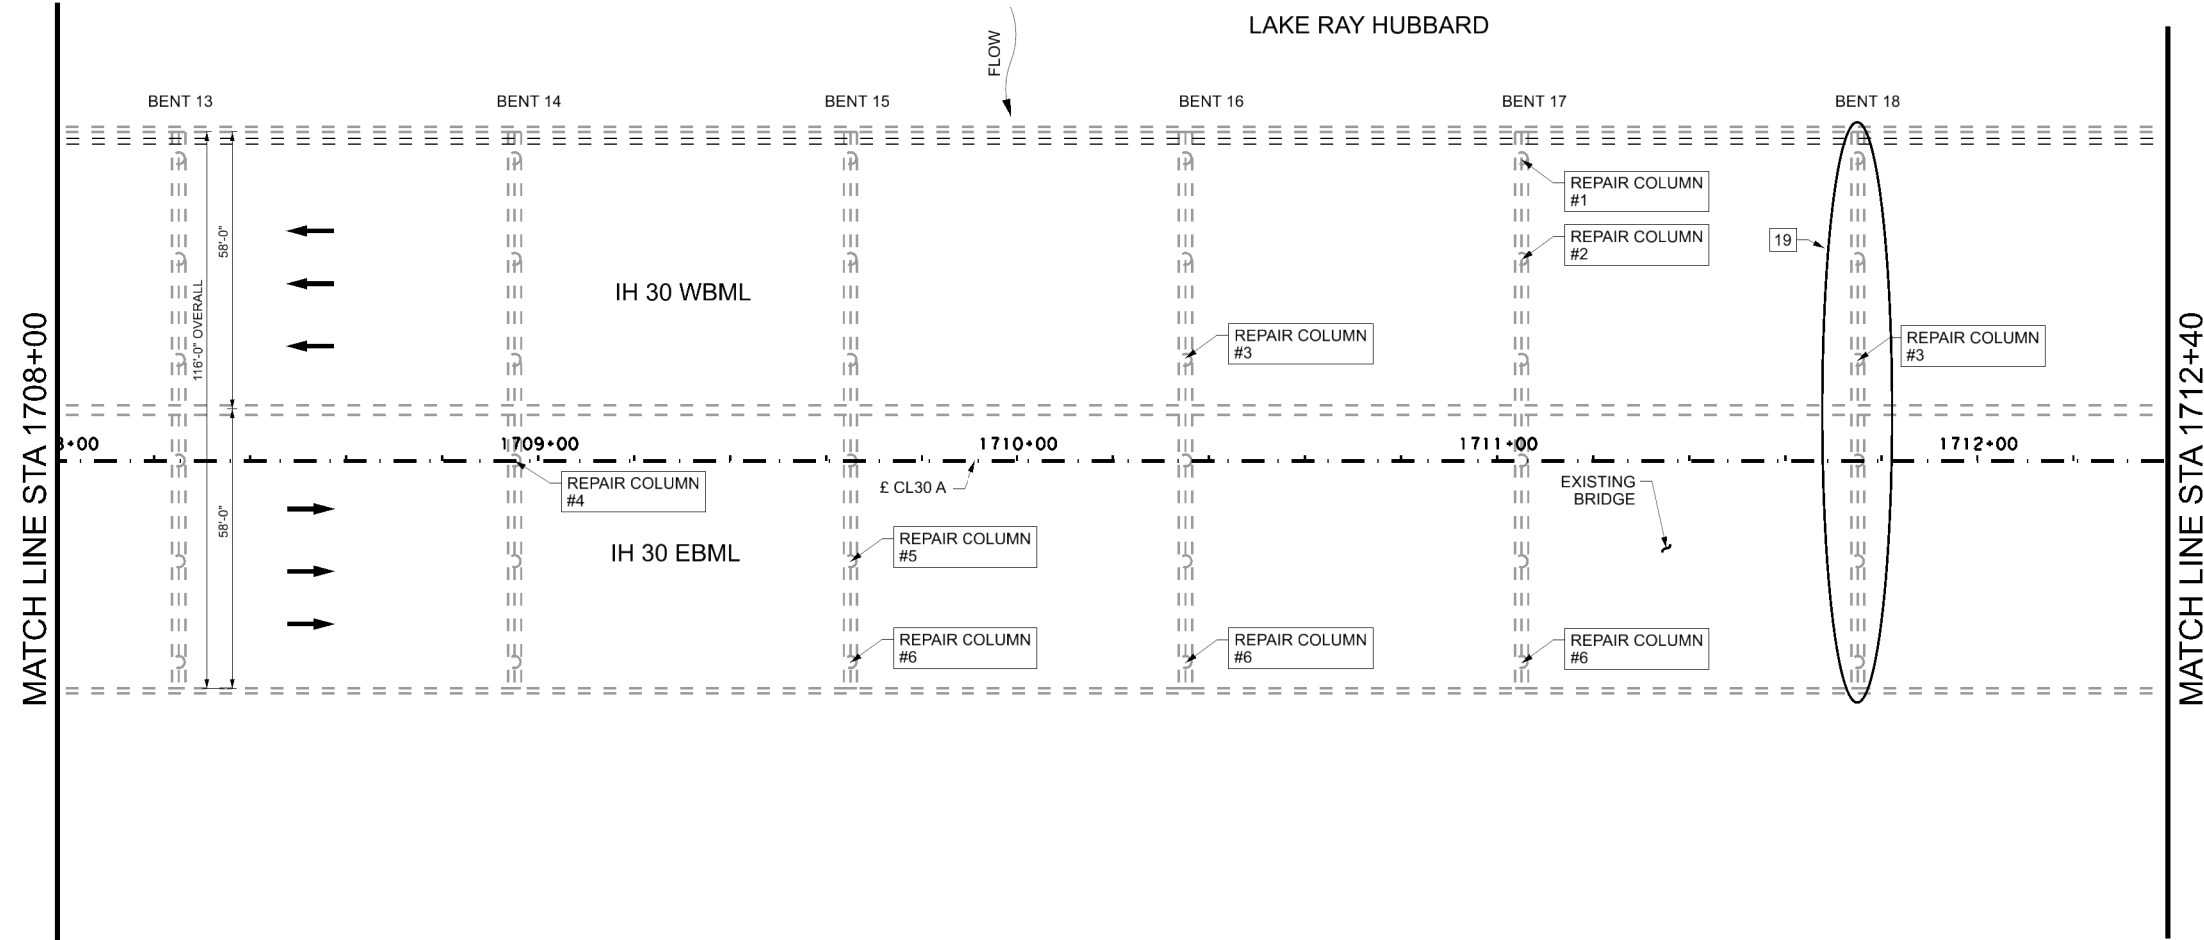 LAKE RAY HUBBARD
FLOW
BENT 13
BENT 14
BENT 15
BENT 16
BENT 17
BENT 18
REPAIR COLUMN
#1
REPAIR COLUMN
#2
19
58'-0"
116'-0" OVERALL
IH 30 WBML
REPAIR COLUMN
#3
REPAIR COLUMN
#3
MATCH LINE STA 1708+00
MATCH LINE STA 1712+40
8+00
1709+00
1710+00
1711+00
1712+00
REPAIR COLUMN
#4
£ CL30 A
EXISTING
BRIDGE
58'-0"
IH 30 EBML
REPAIR COLUMN
#5
REPAIR COLUMN
#6
REPAIR COLUMN
#6
REPAIR COLUMN
#6